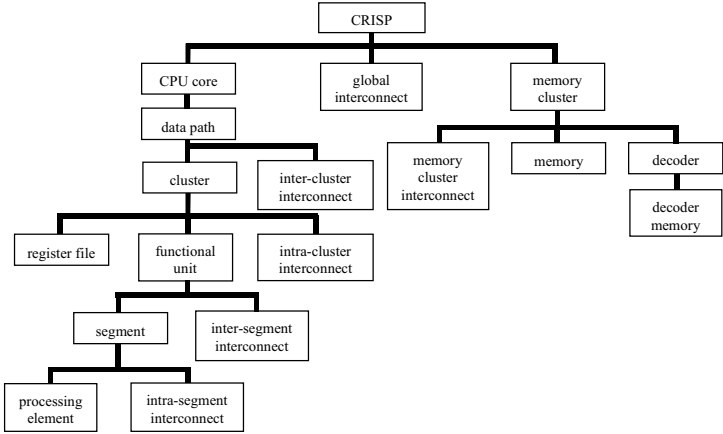 CRISP
CPU core
global
interconnect
memory
cluster
data path
cluster
inter-cluster
interconnect
memory
cluster
interconnect
memory
decoder
decoder
memory
register file
functional
unit
intra-cluster
interconnect
segment
inter-segment
interconnect
processing
element
intra-segment
interconnect